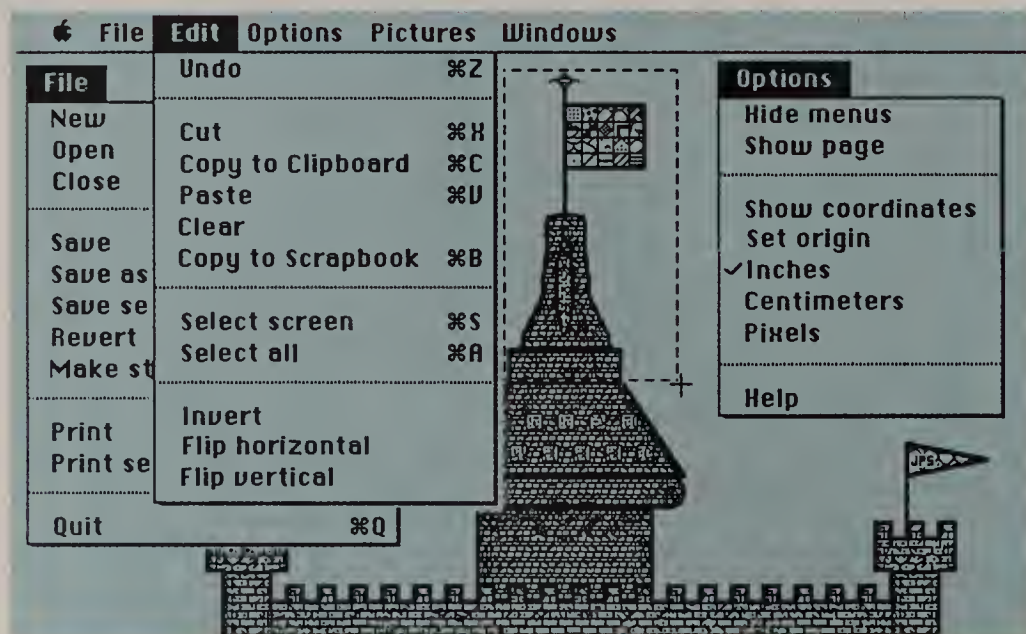 File Edit Options Pictures Windows
File
New
Open
Close
Save
Save as
Save se
Revert
Make st
Print
Print se
Quit ⌘Q
Undo ⌘Z
Cut ⌘X
Copy to Clipboard ⌘C
Paste ⌘V
Clear
Copy to Scrapbook ⌘B
Select screen ⌘S
Select all ⌘A
Invert
Flip horizontal
Flip vertical
Options
Hide menus
Show page
Show coordinates
Set origin
✓Inches
Centimeters
Pixels
Help
JPS